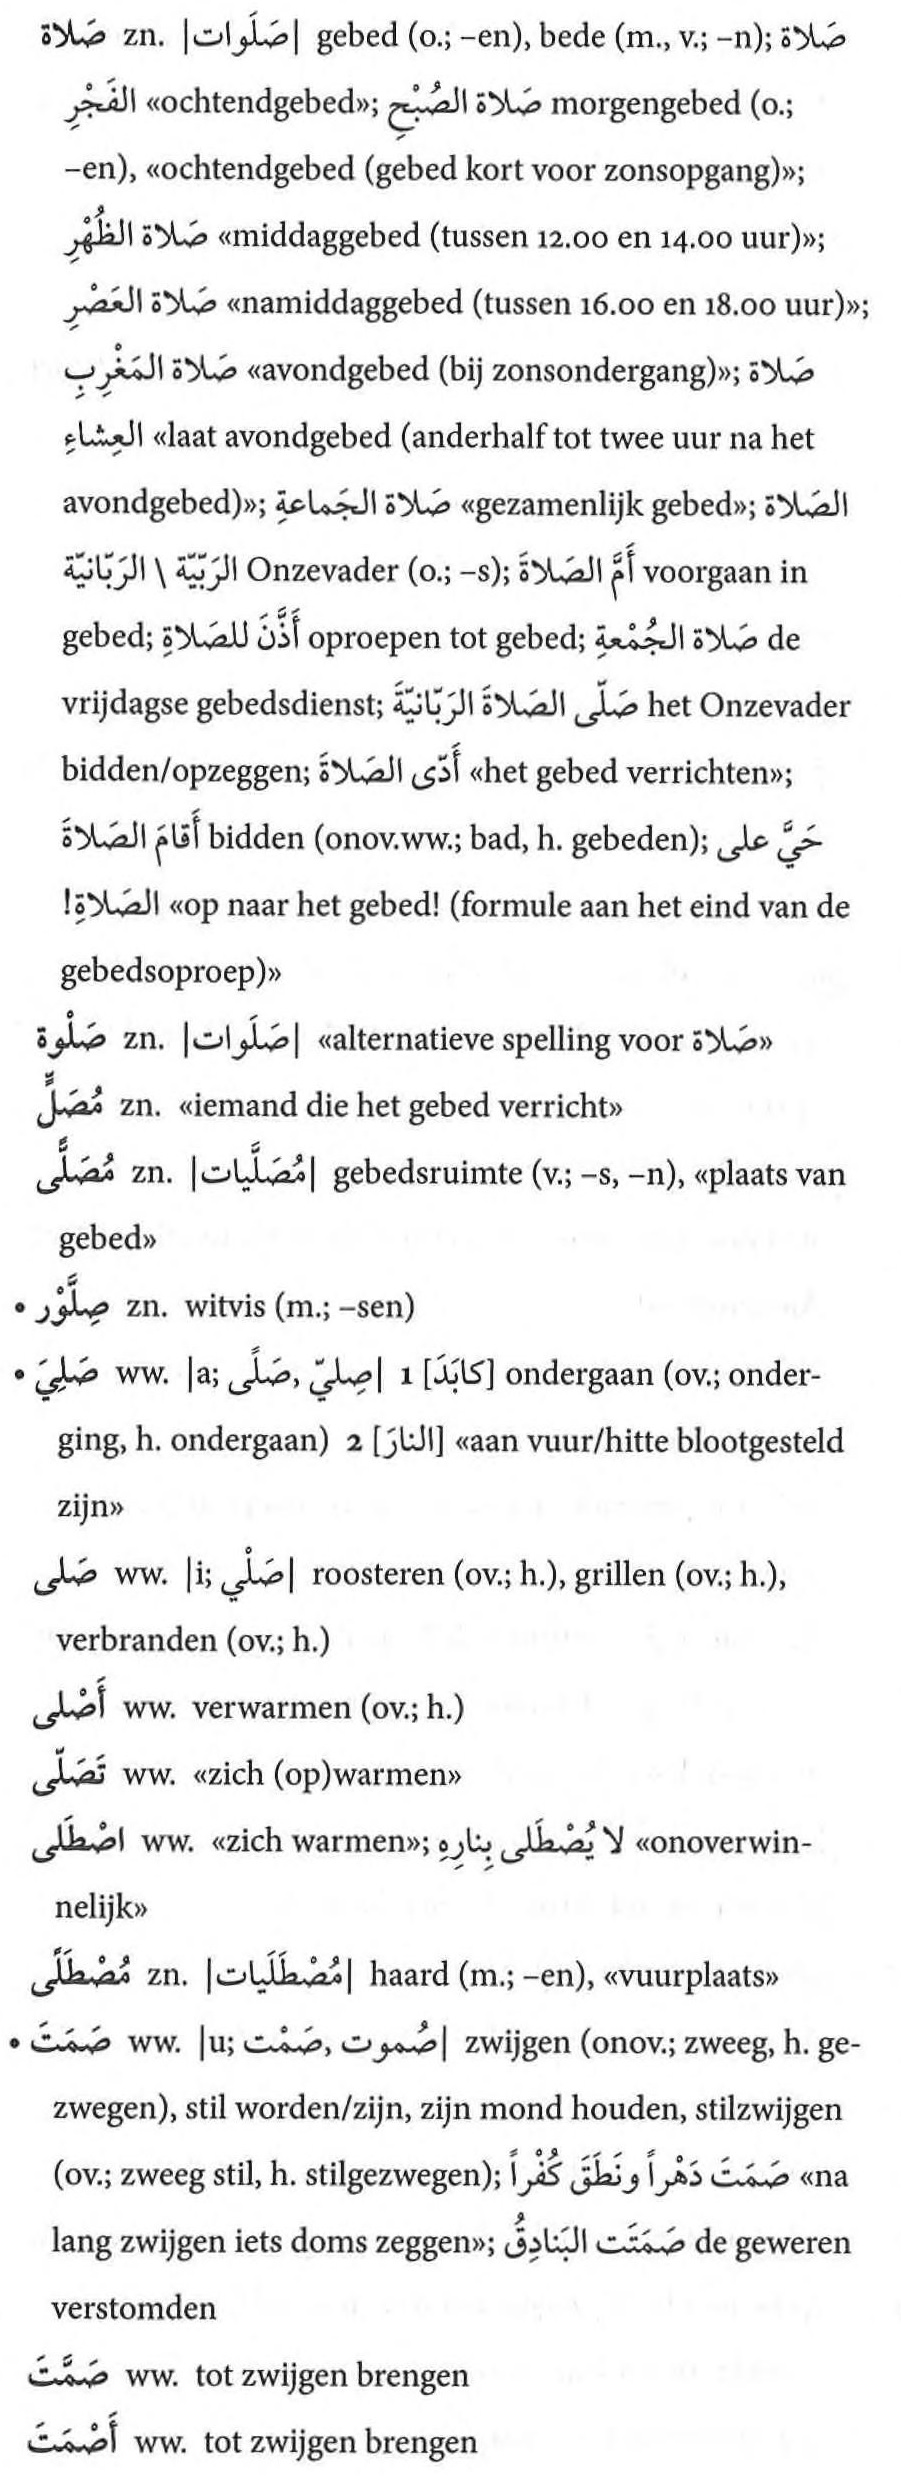 صَلاة zn. |صَلَوات| gebed (o.; –en), bede (m., v.; –n); صَلاة
الفَجْرِ «ochtendgebed»; صَلاة الصُبْحِ morgengebed (o.;
–en), «ochtendgebed (gebed kort voor zonsopgang)»;
صَلاة الظُهْرِ «middaggebed (tussen 12.00 en 14.00 uur)»;
صَلاة العَصْرِ «namiddaggebed (tussen 16.00 en 18.00 uur)»;
صَلاة المَغْرِبِ «avondgebed (bij zonsondergang)»; صَلاة
العِشاءِ «laat avondgebed (anderhalf tot twee uur na het
avondgebed)»; صَلاة الجَماعةِ «gezamenlijk gebed»; الصَلاة
الرَبّيّة \ الرَبّانيّة Onzevader (o.; –s); أَمَّ الصَلاةَ voorgaan in
gebed; أَذَّنَ للصَلاةِ oproepen tot gebed; صَلاة الجُمْعةِ de
vrijdagse gebedsdienst; صَلّى الصَلاةَ الرَبّانيّةَ het Onzevader
bidden/opzeggen; أَدّى الصَلاةَ «het gebed verrichten»;
أَقامَ الصَلاةَ bidden (onov.ww.; bad, h. gebeden); حَيَّ على
الصَلاةِ! «op naar het gebed! (formule aan het eind van de
gebedsoproep)»
صَلْوة zn. |صَلَوات| «alternatieve spelling voor صَلاة»
مُصَلٍّ zn. «iemand die het gebed verricht»
مُصَلًّى zn. |مُصَلَّيات| gebedsruimte (v.; –s, –n), «plaats van
gebed»
• صِلَّوْر zn. witvis (m.; –sen)
• صَلِيَ ww. |a; صَلًى, صِليّ| 1 [كابَدَ] ondergaan (ov.; onder-
ging, h. ondergaan) 2 [النارَ] «aan vuur/hitte blootgesteld
zijn»
صَلى ww. |i; صَلْي| roosteren (ov.; h.), grillen (ov.; h.),
verbranden (ov.; h.)
أَصْلى ww. verwarmen (ov.; h.)
تَصَلّى ww. «zich (op)warmen»
اصْطَلى ww. «zich warmen»; لا يُصْطَلى بِنارِهِ «onoverwin-
nelijk»
مُصْطَلًى zn. |مُصْطَلَيات| haard (m.; –en), «vuurplaats»
• صَمَتَ ww. |u; صَمْت, صُموت| zwijgen (onov.; zweeg, h. ge-
zwegen), stil worden/zijn, zijn mond houden, stilzwijgen
(ov.; zweeg stil, h. stilgezwegen); صَمَتَ دَهْراً ونَطَقَ كُفْراً «na
lang zwijgen iets doms zeggen»; صَمَتَت البَنادِقُ de geweren
verstomden
صَمَّتَ ww. tot zwijgen brengen
أَصْمَتَ ww. tot zwijgen brengen